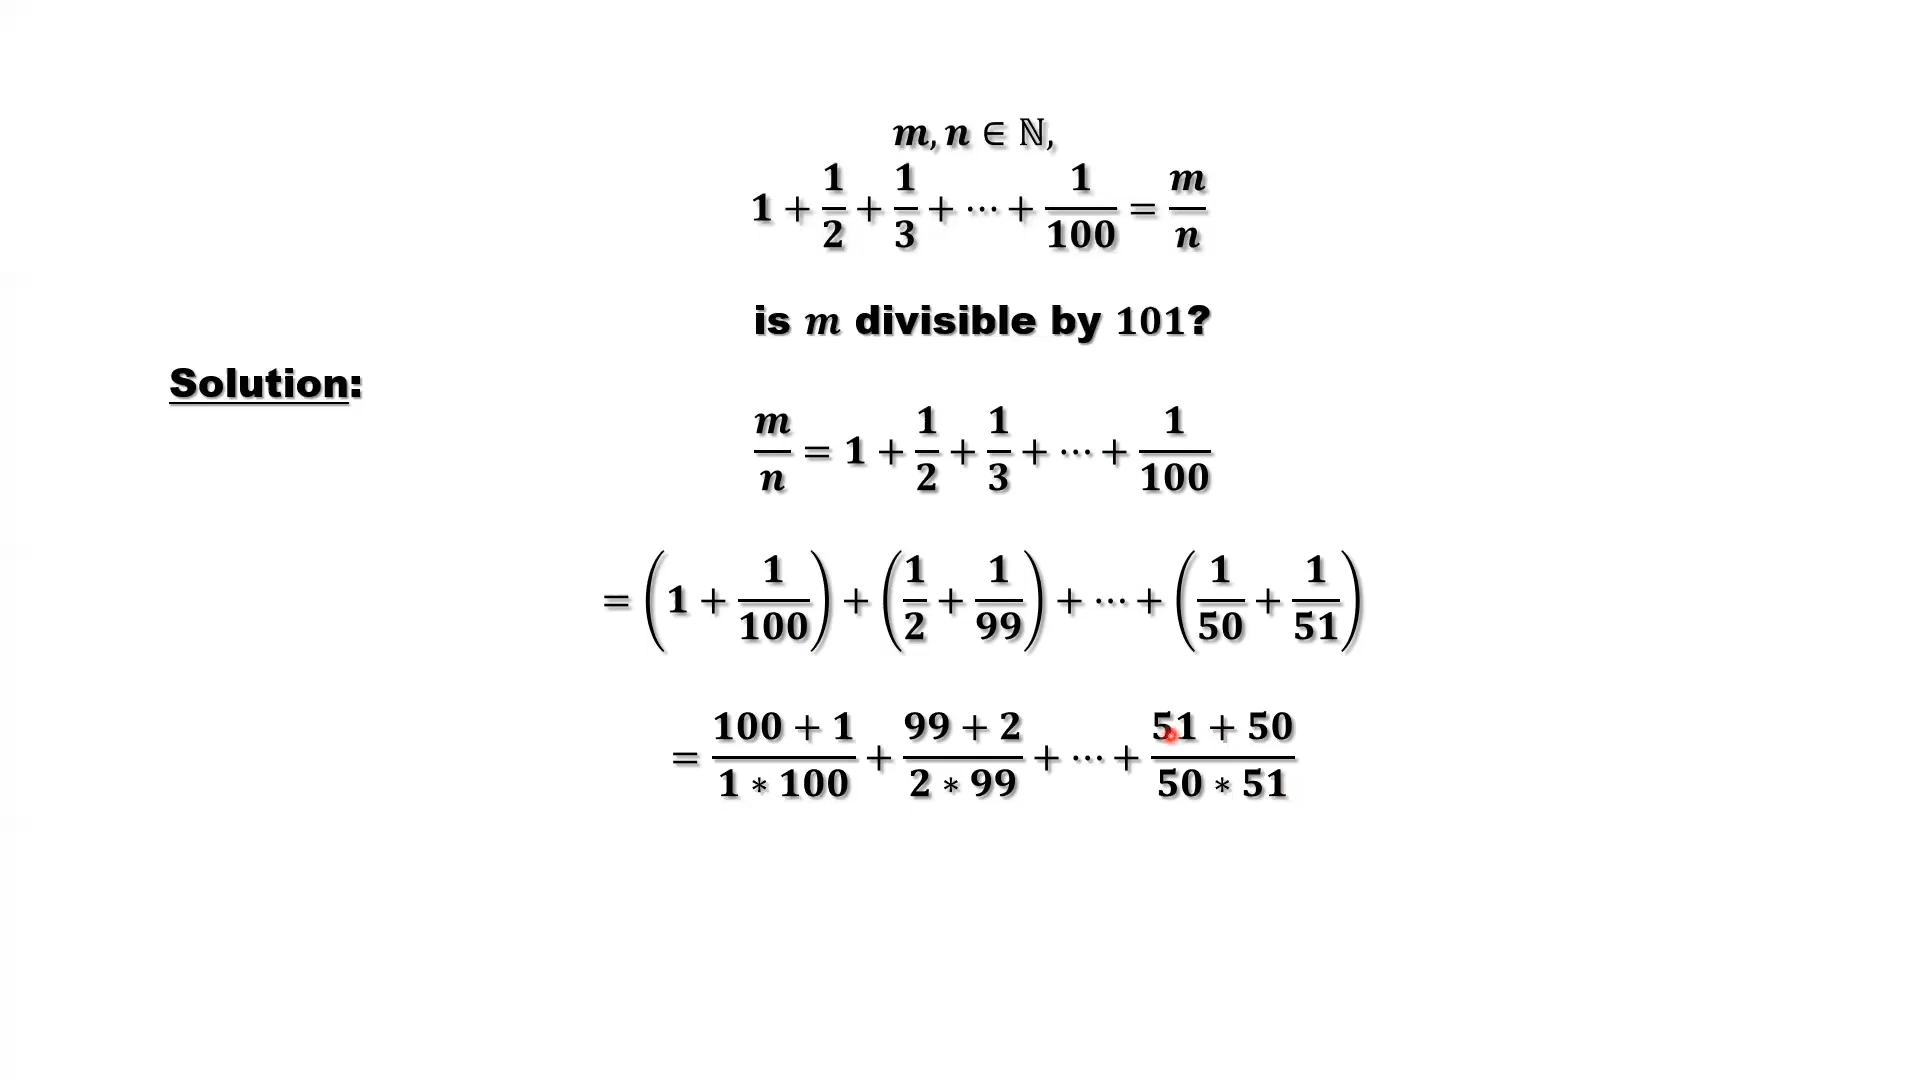 m, n ∈ ℕ,
1 + 1/2 + 1/3 + ⋯ + 1/100 = m/n
is m divisible by 101?
Solution:
m/n = 1 + 1/2 + 1/3 + ⋯ + 1/100
= (1 + 1/100) + (1/2 + 1/99) + ⋯ + (1/50 + 1/51)
= (100 + 1)/(1 * 100) + (99 + 2)/(2 * 99) + ⋯ + (51 + 50)/(50 * 51)